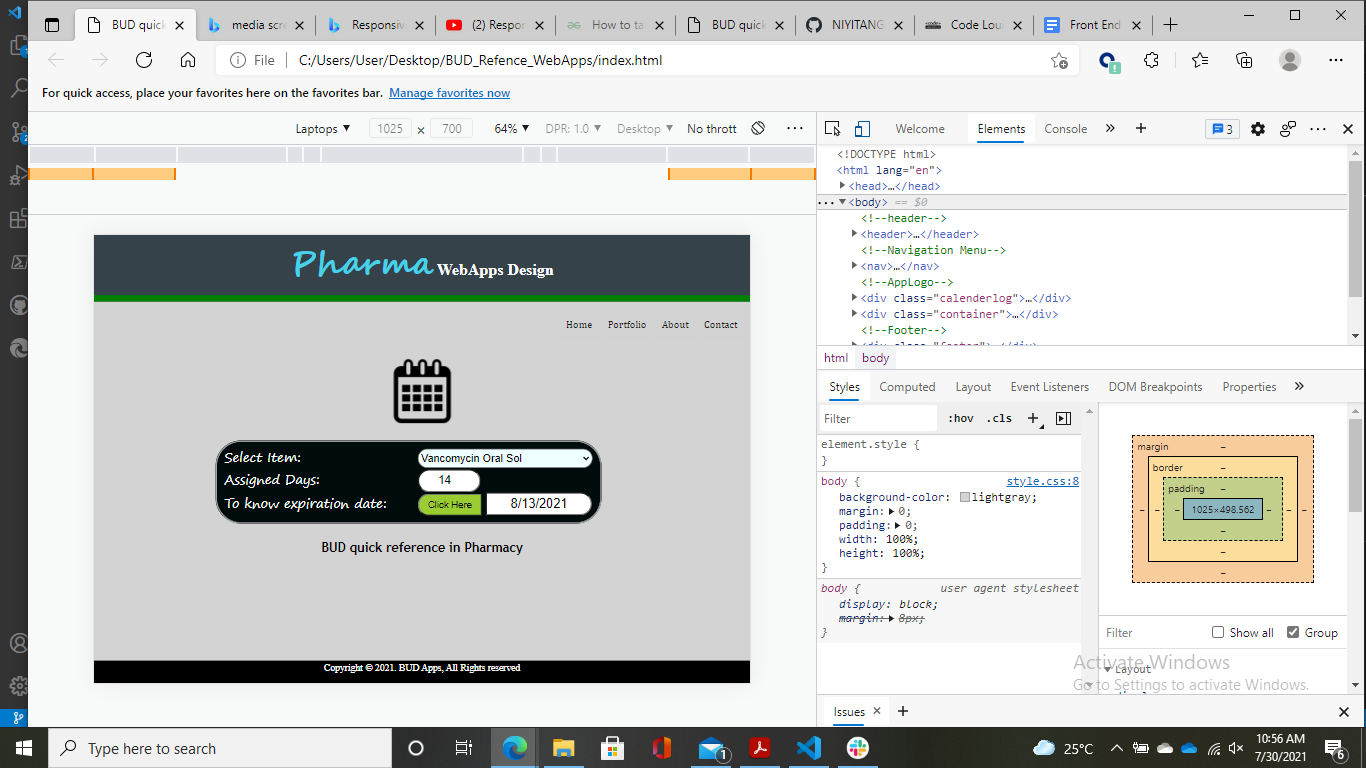 BUD quick
media scre
Responsiv
(2) Respon
How to ta
BUD quick
NIYITANG
Code Lou
Front End
File
C:/Users/User/Desktop/BUD_Refence_WebApps/index.html
For quick access, place your favorites here on the favorites bar. Manage favorites now
Laptops 1025 × 700 64% DPR: 1.0 Desktop No thrott
Welcome Elements Console 3
<!DOCTYPE html>
<html lang="en">
<head>…</head>
<body> == $0
<!--header-->
<header>…</header>
<!--Navigation Menu-->
<nav>…</nav>
<!--AppLogo-->
<div class="calenderlog">…</div>
<div class="container">…</div>
<!--Footer-->
<div class="footer">…</div>
html body
Styles Computed Layout Event Listeners DOM Breakpoints Properties
Filter :hov .cls
element.style {
}
body { style.css:8
background-color: lightgray;
margin: 0;
padding: 0;
width: 100%;
height: 100%;
}
body { user agent stylesheet
display: block;
margin: 8px;
}
margin –
border –
padding –
– – – 1025×498.562 – – –
–
–
–
Filter Show all Group
Layout
Activate Windows
Go to Settings to activate Windows.
Issues
Pharma WebApps Design
Home Portfolio About Contact
Select Item: Vancomycin Oral Sol
Assigned Days: 14
To know expiration date: Click Here 8/13/2021
BUD quick reference in Pharmacy
Copyright © 2021. BUD Apps, All Rights reserved
Type here to search
1
25°C
10:56 AM
7/30/2021
6